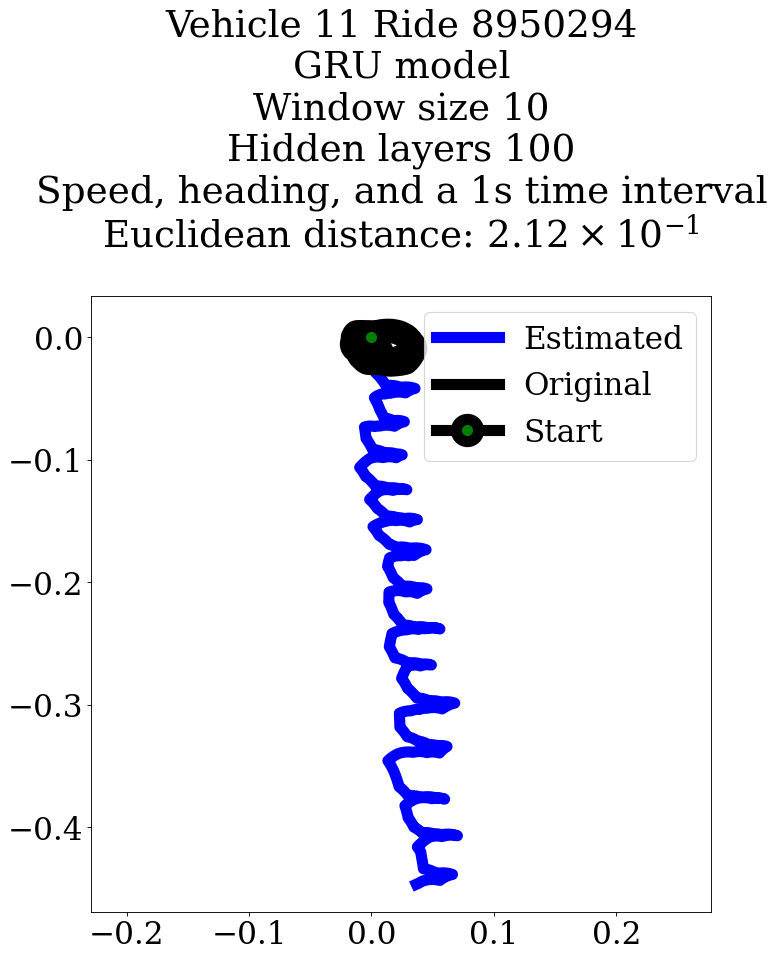 Vehicle 11 Ride 8950294
GRU model
Window size 10
Hidden layers 100
Speed, heading, and a 1s time interval
Euclidean distance: 2.12 × 10⁻¹
Estimated
Original
Start
0.0
−0.1
−0.2
−0.3
−0.4
−0.2 −0.1 0.0 0.1 0.2